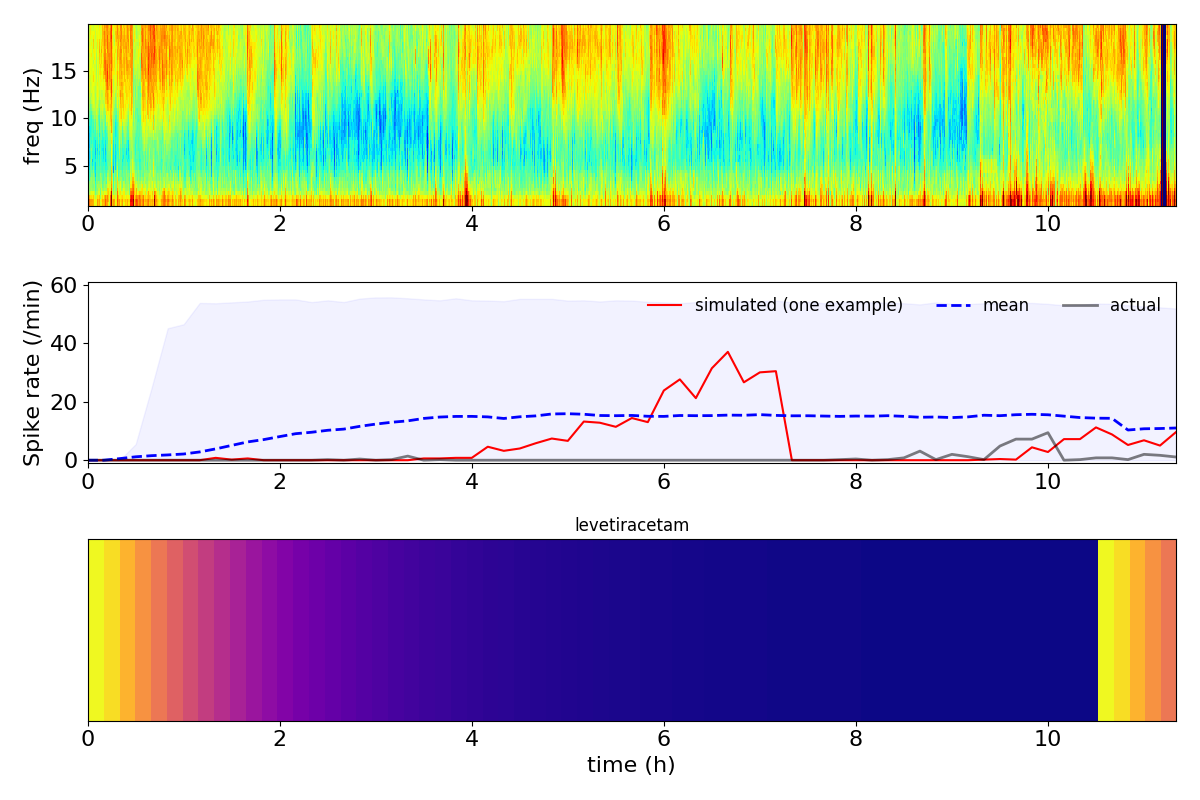 freq (Hz)
15
10
5
0 2 4 6 8 10
Spike rate (/min)
60
40
20
0
simulated (one example) mean actual
0 2 4 6 8 10
levetiracetam
0 2 4 6 8 10
time (h)